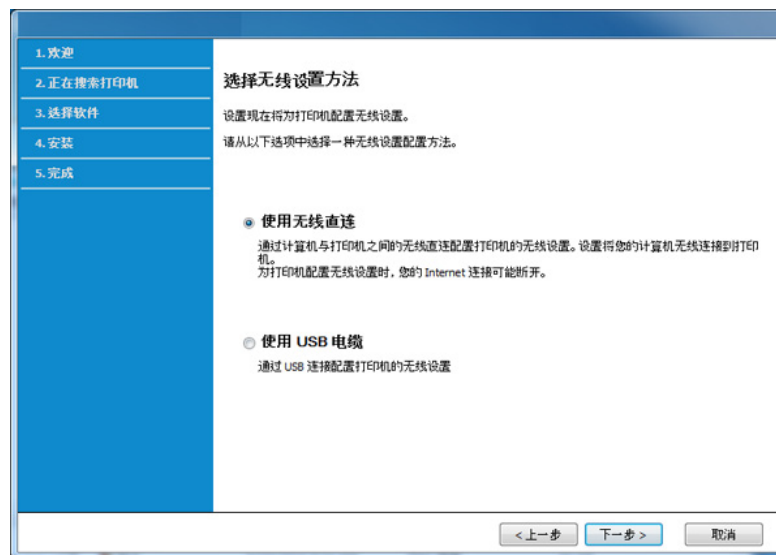 1.欢迎
2.正在搜索打印机
3.选择软件
4.安装
5.完成
选择无线设置方法
设置现在将为打印机配置无线设置。
请从以下选项中选择一种无线设置配置方法。
使用无线直连
通过计算机与打印机之间的无线直连配置打印机的无线设置。设置将您的计算机无线连接到打印
机。
为打印机配置无线设置时，您的 Internet 连接可能断开。
使用 USB 电缆
通过 USB 连接配置打印机的无线设置
<上一步
下一步>
取消